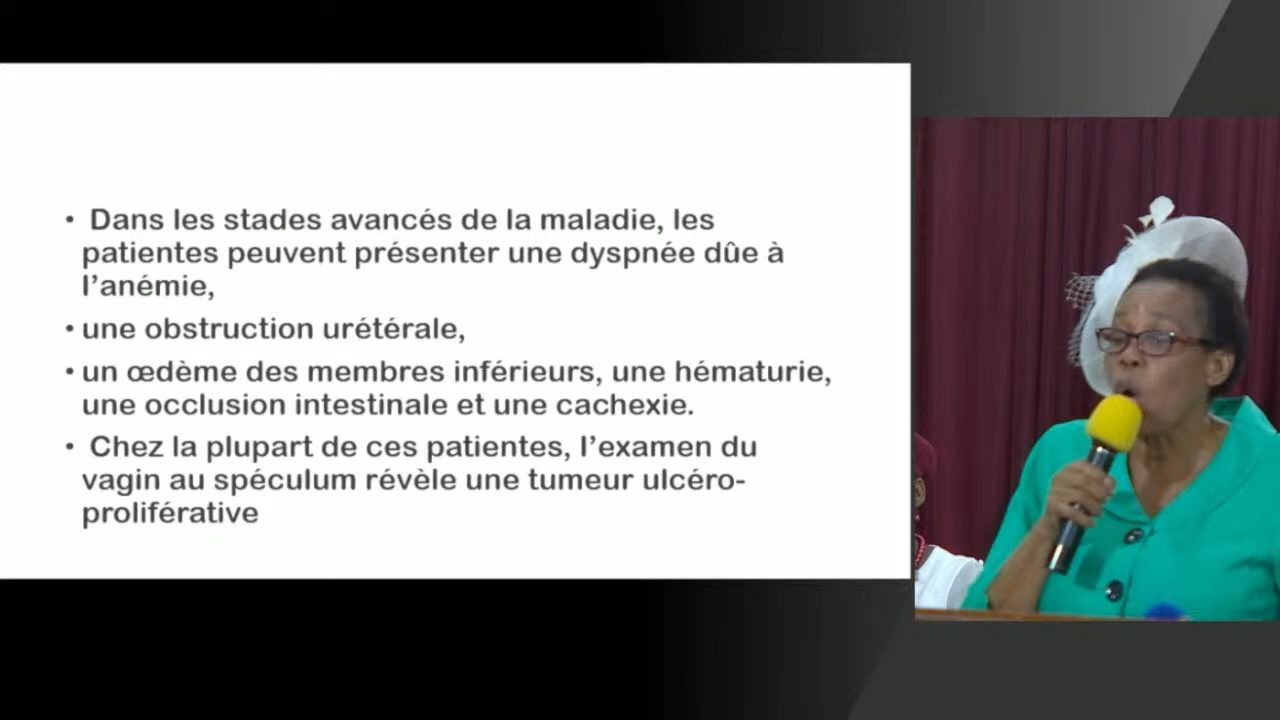 • Dans les stades avancés de la maladie, les
patientes peuvent présenter une dyspnée dûe à
l’anémie,
• une obstruction urétérale,
• un œdème des membres inférieurs, une hématurie,
une occlusion intestinale et une cachexie.
• Chez la plupart de ces patientes, l’examen du
vagin au spéculum révèle une tumeur ulcéro-
proliférative